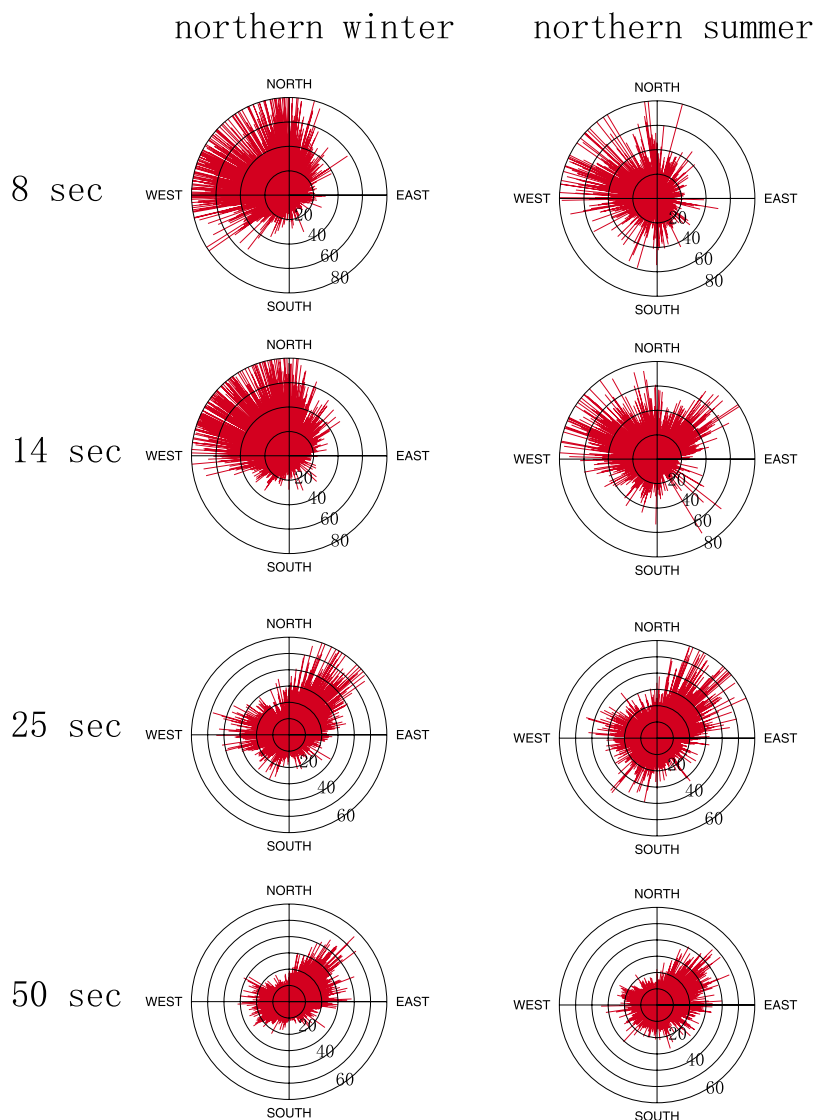 northern winter northern summer
NORTH NORTH
8 sec WEST EAST WEST EAST
20 20
40 40
60 60
80 80
SOUTH SOUTH
NORTH NORTH
14 sec WEST EAST WEST EAST
20 20
40 40
60 60
80 80
SOUTH SOUTH
NORTH NORTH
25 sec WEST EAST WEST EAST
20 20
40 40
60 60
SOUTH SOUTH
NORTH NORTH
50 sec WEST EAST WEST EAST
20 20
40 40
60 60
SOUTH SOUTH